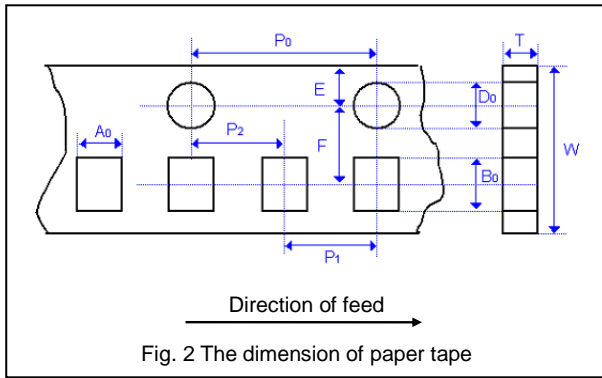 P₀
T
E
D₀
A₀
P₂
F
W
B₀
P₁
Direction of feed
Fig. 2 The dimension of paper tape